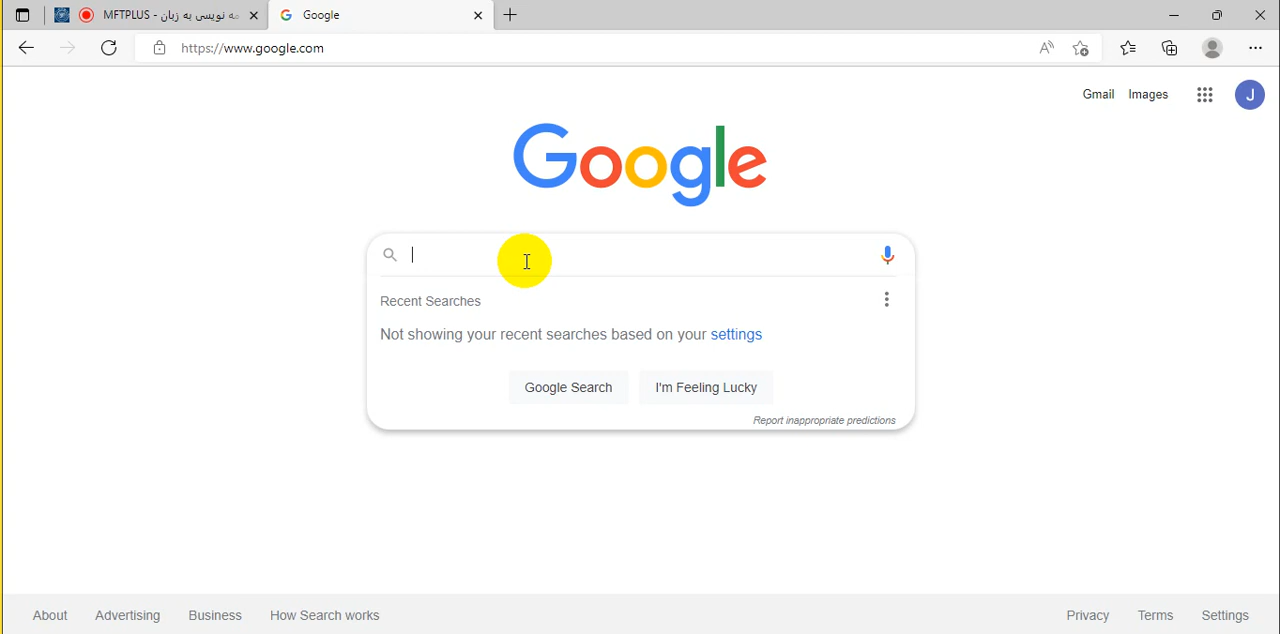 MFTPLUS - مه نویسی به زبان
Google
https://www.google.com
Gmail Images
J
Google
Recent Searches
Not showing your recent searches based on your settings
Google Search I'm Feeling Lucky
Report inappropriate predictions
About Advertising Business How Search works Privacy Terms Settings